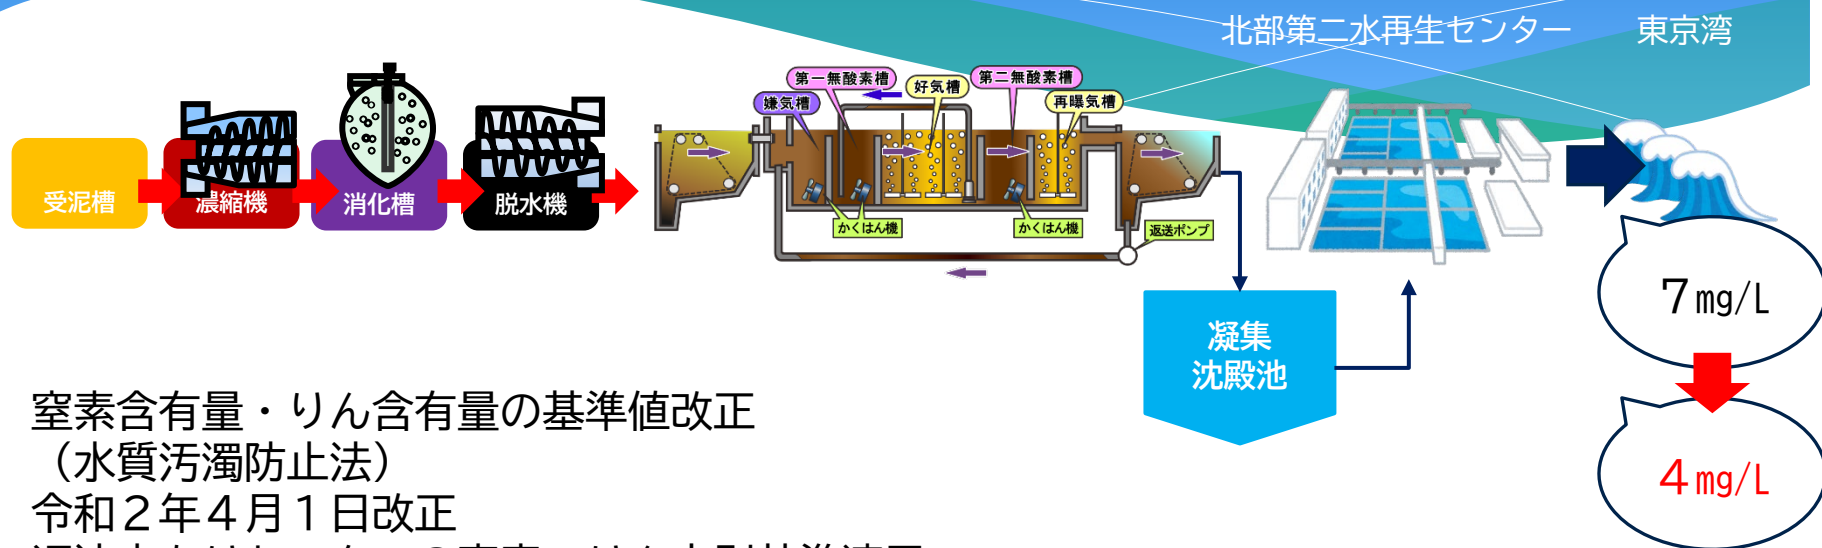 北部第二水再生センター
東京湾
受泥槽
濃縮機
消化槽
脱水機
嫌気槽
第一無酸素槽
好気槽
第二無酸素槽
再曝気槽
かくはん機
かくはん機
返送ポンプ
凝集
沈殿池
7mg/L
4mg/L
窒素含有量・りん含有量の基準値改正
（水質汚濁防止法）
令和２年４月１日改正